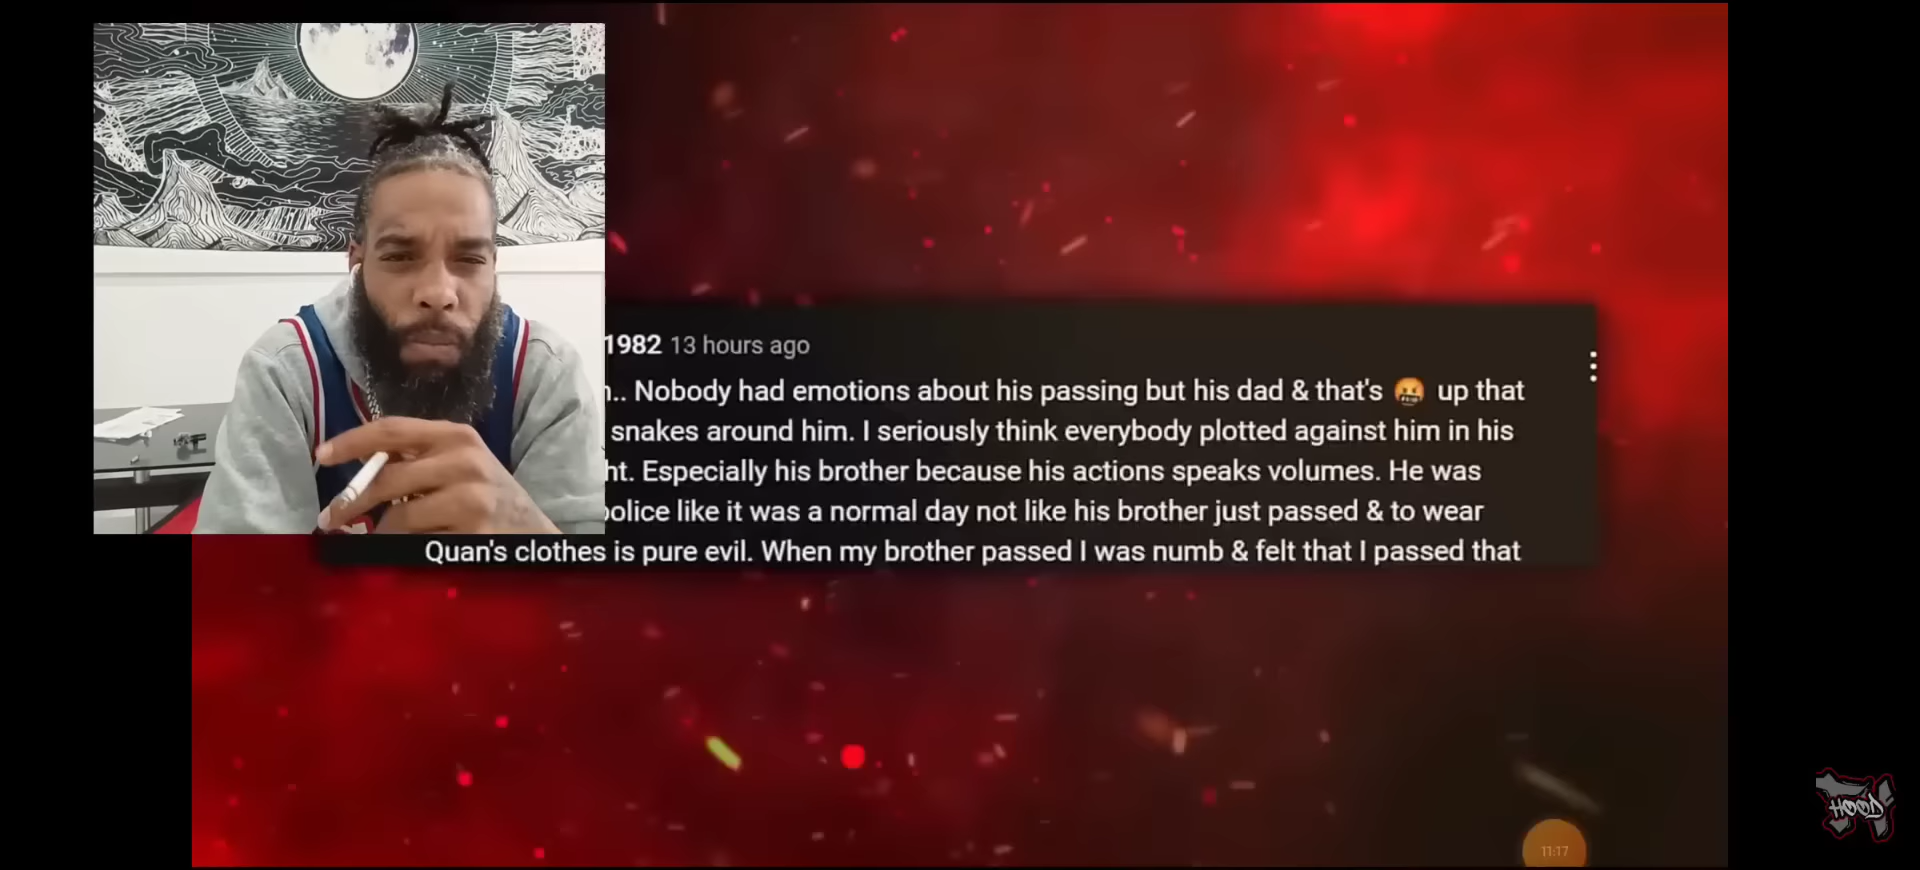 1982 13 hours ago
.. Nobody had emotions about his passing but his dad & that's 🤬 up that
snakes around him. I seriously think everybody plotted against him in his
ht. Especially his brother because his actions speaks volumes. He was
police like it was a normal day not like his brother just passed & to wear
Quan's clothes is pure evil. When my brother passed I was numb & felt that I passed that
HOOD
11:17